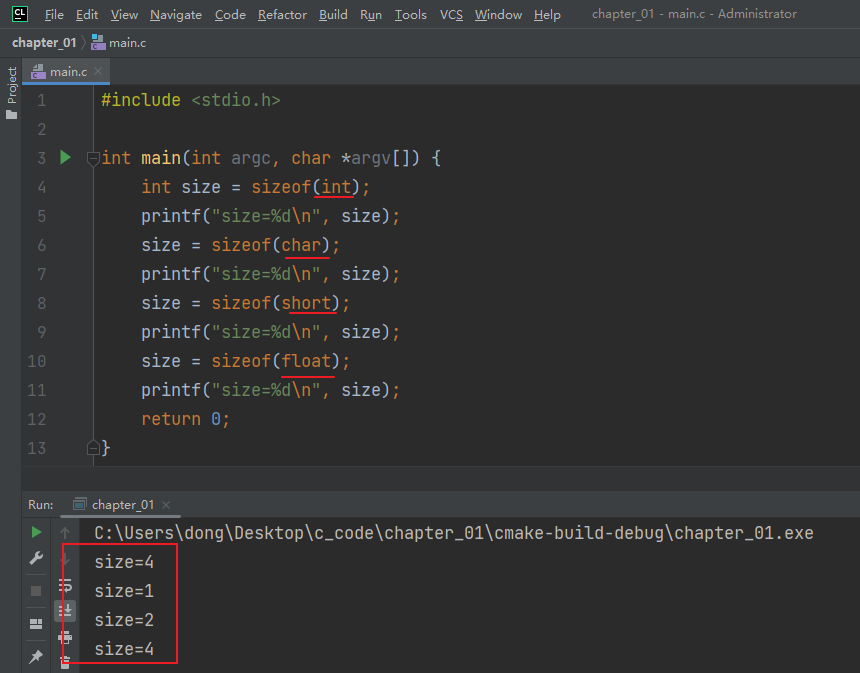 CL File Edit View Navigate Code Refactor Build Run Tools VCS Window Help chapter_01 - main.c - Administrator
chapter_01 main.c
Project
main.c
1 #include <stdio.h>
2
3 int main(int argc, char *argv[]) {
4 int size = sizeof(int);
5 printf("size=%d\n", size);
6 size = sizeof(char);
7 printf("size=%d\n", size);
8 size = sizeof(short);
9 printf("size=%d\n", size);
10 size = sizeof(float);
11 printf("size=%d\n", size);
12 return 0;
13 }
Run: chapter_01
C:\Users\dong\Desktop\c_code\chapter_01\cmake-build-debug\chapter_01.exe
size=4
size=1
size=2
size=4